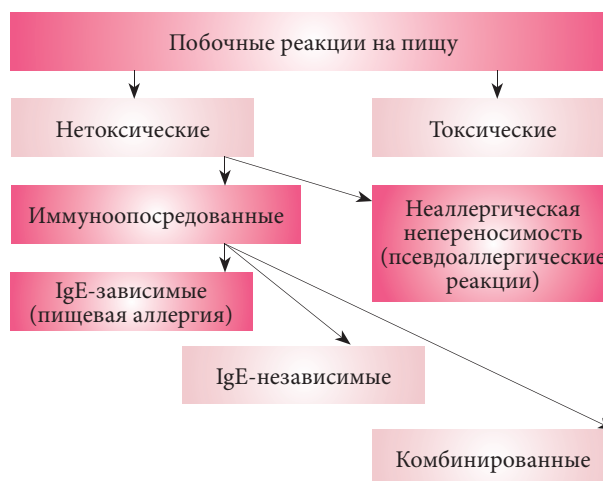 Побочные реакции на пищу
Нетоксические
Токсические
Иммуноопосредованные
Неаллергическая
непереносимость
(псевдоаллергические
реакции)
IgE-зависимые
(пищевая аллергия)
IgE-независимые
Комбинированные